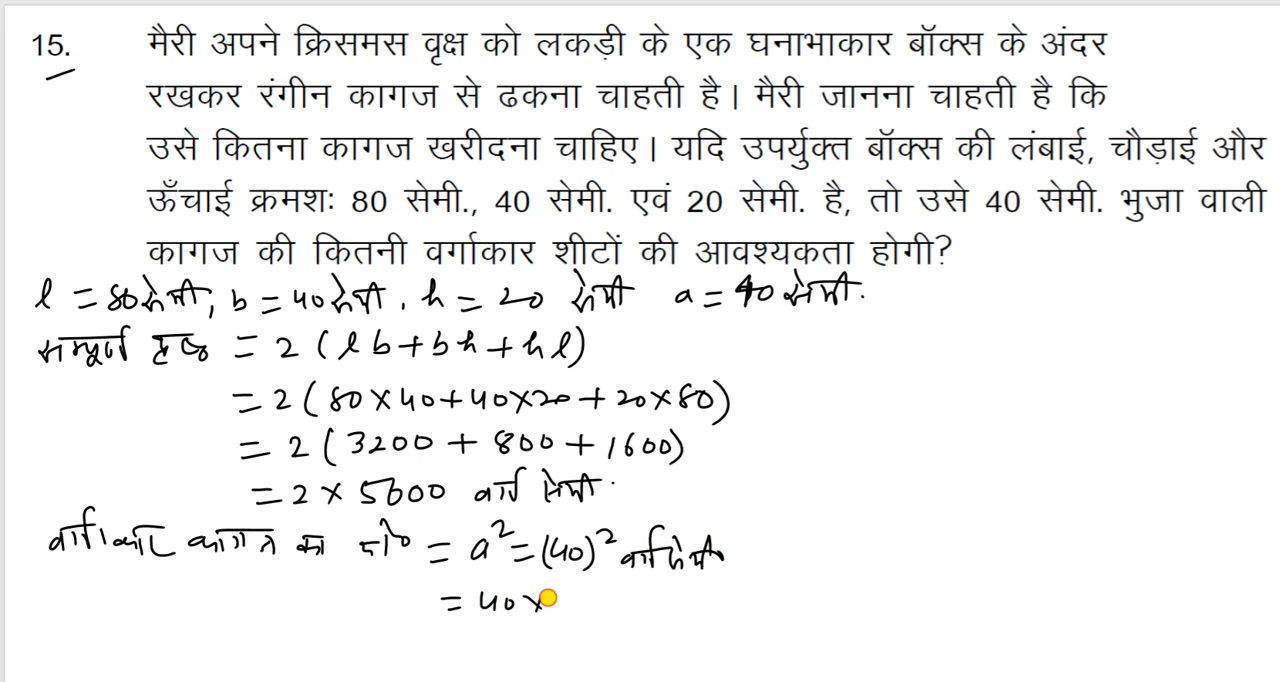 15. मैरी अपने क्रिसमस वृक्ष को लकड़ी के एक घनाभाकार बॉक्स के अंदर
रखकर रंगीन कागज से ढकना चाहती है। मैरी जानना चाहती है कि
उसे कितना कागज खरीदना चाहिए। यदि उपर्युक्त बॉक्स की लंबाई, चौड़ाई और
ऊँचाई क्रमशः 80 सेमी., 40 सेमी. एवं 20 सेमी. है, तो उसे 40 सेमी. भुजा वाली
कागज की कितनी वर्गाकार शीटों की आवश्यकता होगी?
l = 80 सेमी, b = 40 सेमी, h = 20 सेमी a = 40 सेमी.
सम्पूर्ण पृष्ठ = 2 (lb+bh+hl)
= 2 (80×40+40×20+20×80)
= 2 (3200 + 800 + 1600)
= 2 × 5600 वर्ग सेमी.
वर्गाकार कागज का = a² = (40)² वर्ग सेमी
= 40 ×